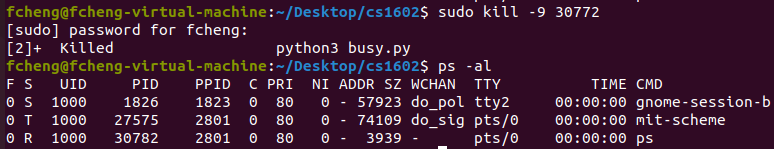 fcheng@fcheng-virtual-machine:~/Desktop/cs1602$ sudo kill -9 30772
[sudo] password for fcheng:
[2]+  Killed                  python3 busy.py
fcheng@fcheng-virtual-machine:~/Desktop/cs1602$ ps -al
F S   UID     PID    PPID  C PRI  NI ADDR SZ WCHAN  TTY          TIME CMD
0 S  1000    1826    1823  0  80   0 - 57923 do_pol tty2     00:00:00 gnome-session-b
0 T  1000   27575    2801  0  80   0 - 74109 do_sig pts/0    00:00:00 mit-scheme
0 R  1000   30782    2801  0  80   0 -  3939 -      pts/0    00:00:00 ps